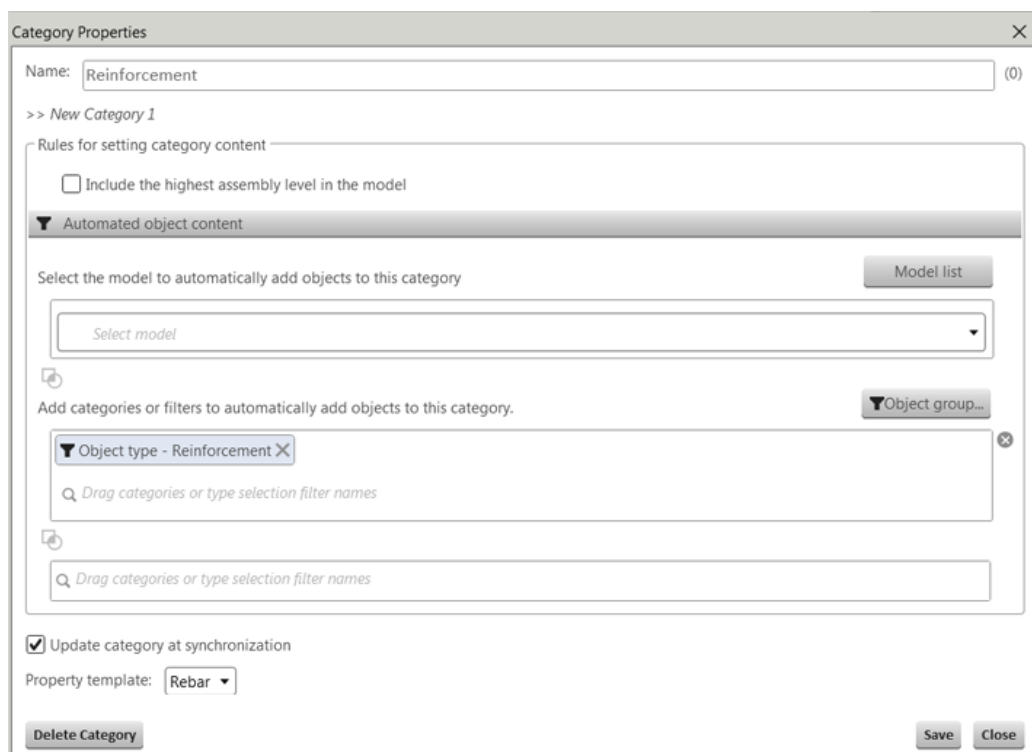 Category Properties
Name: Reinforcement (0)
>> New Category 1
Rules for setting category content
Include the highest assembly level in the model
Automated object content
Select the model to automatically add objects to this category
Model list
Select model
Add categories or filters to automatically add objects to this category.
Object group...
Object type - Reinforcement
Drag categories or type selection filter names
Drag categories or type selection filter names
Update category at synchronization
Property template: Rebar
Delete Category Save Close